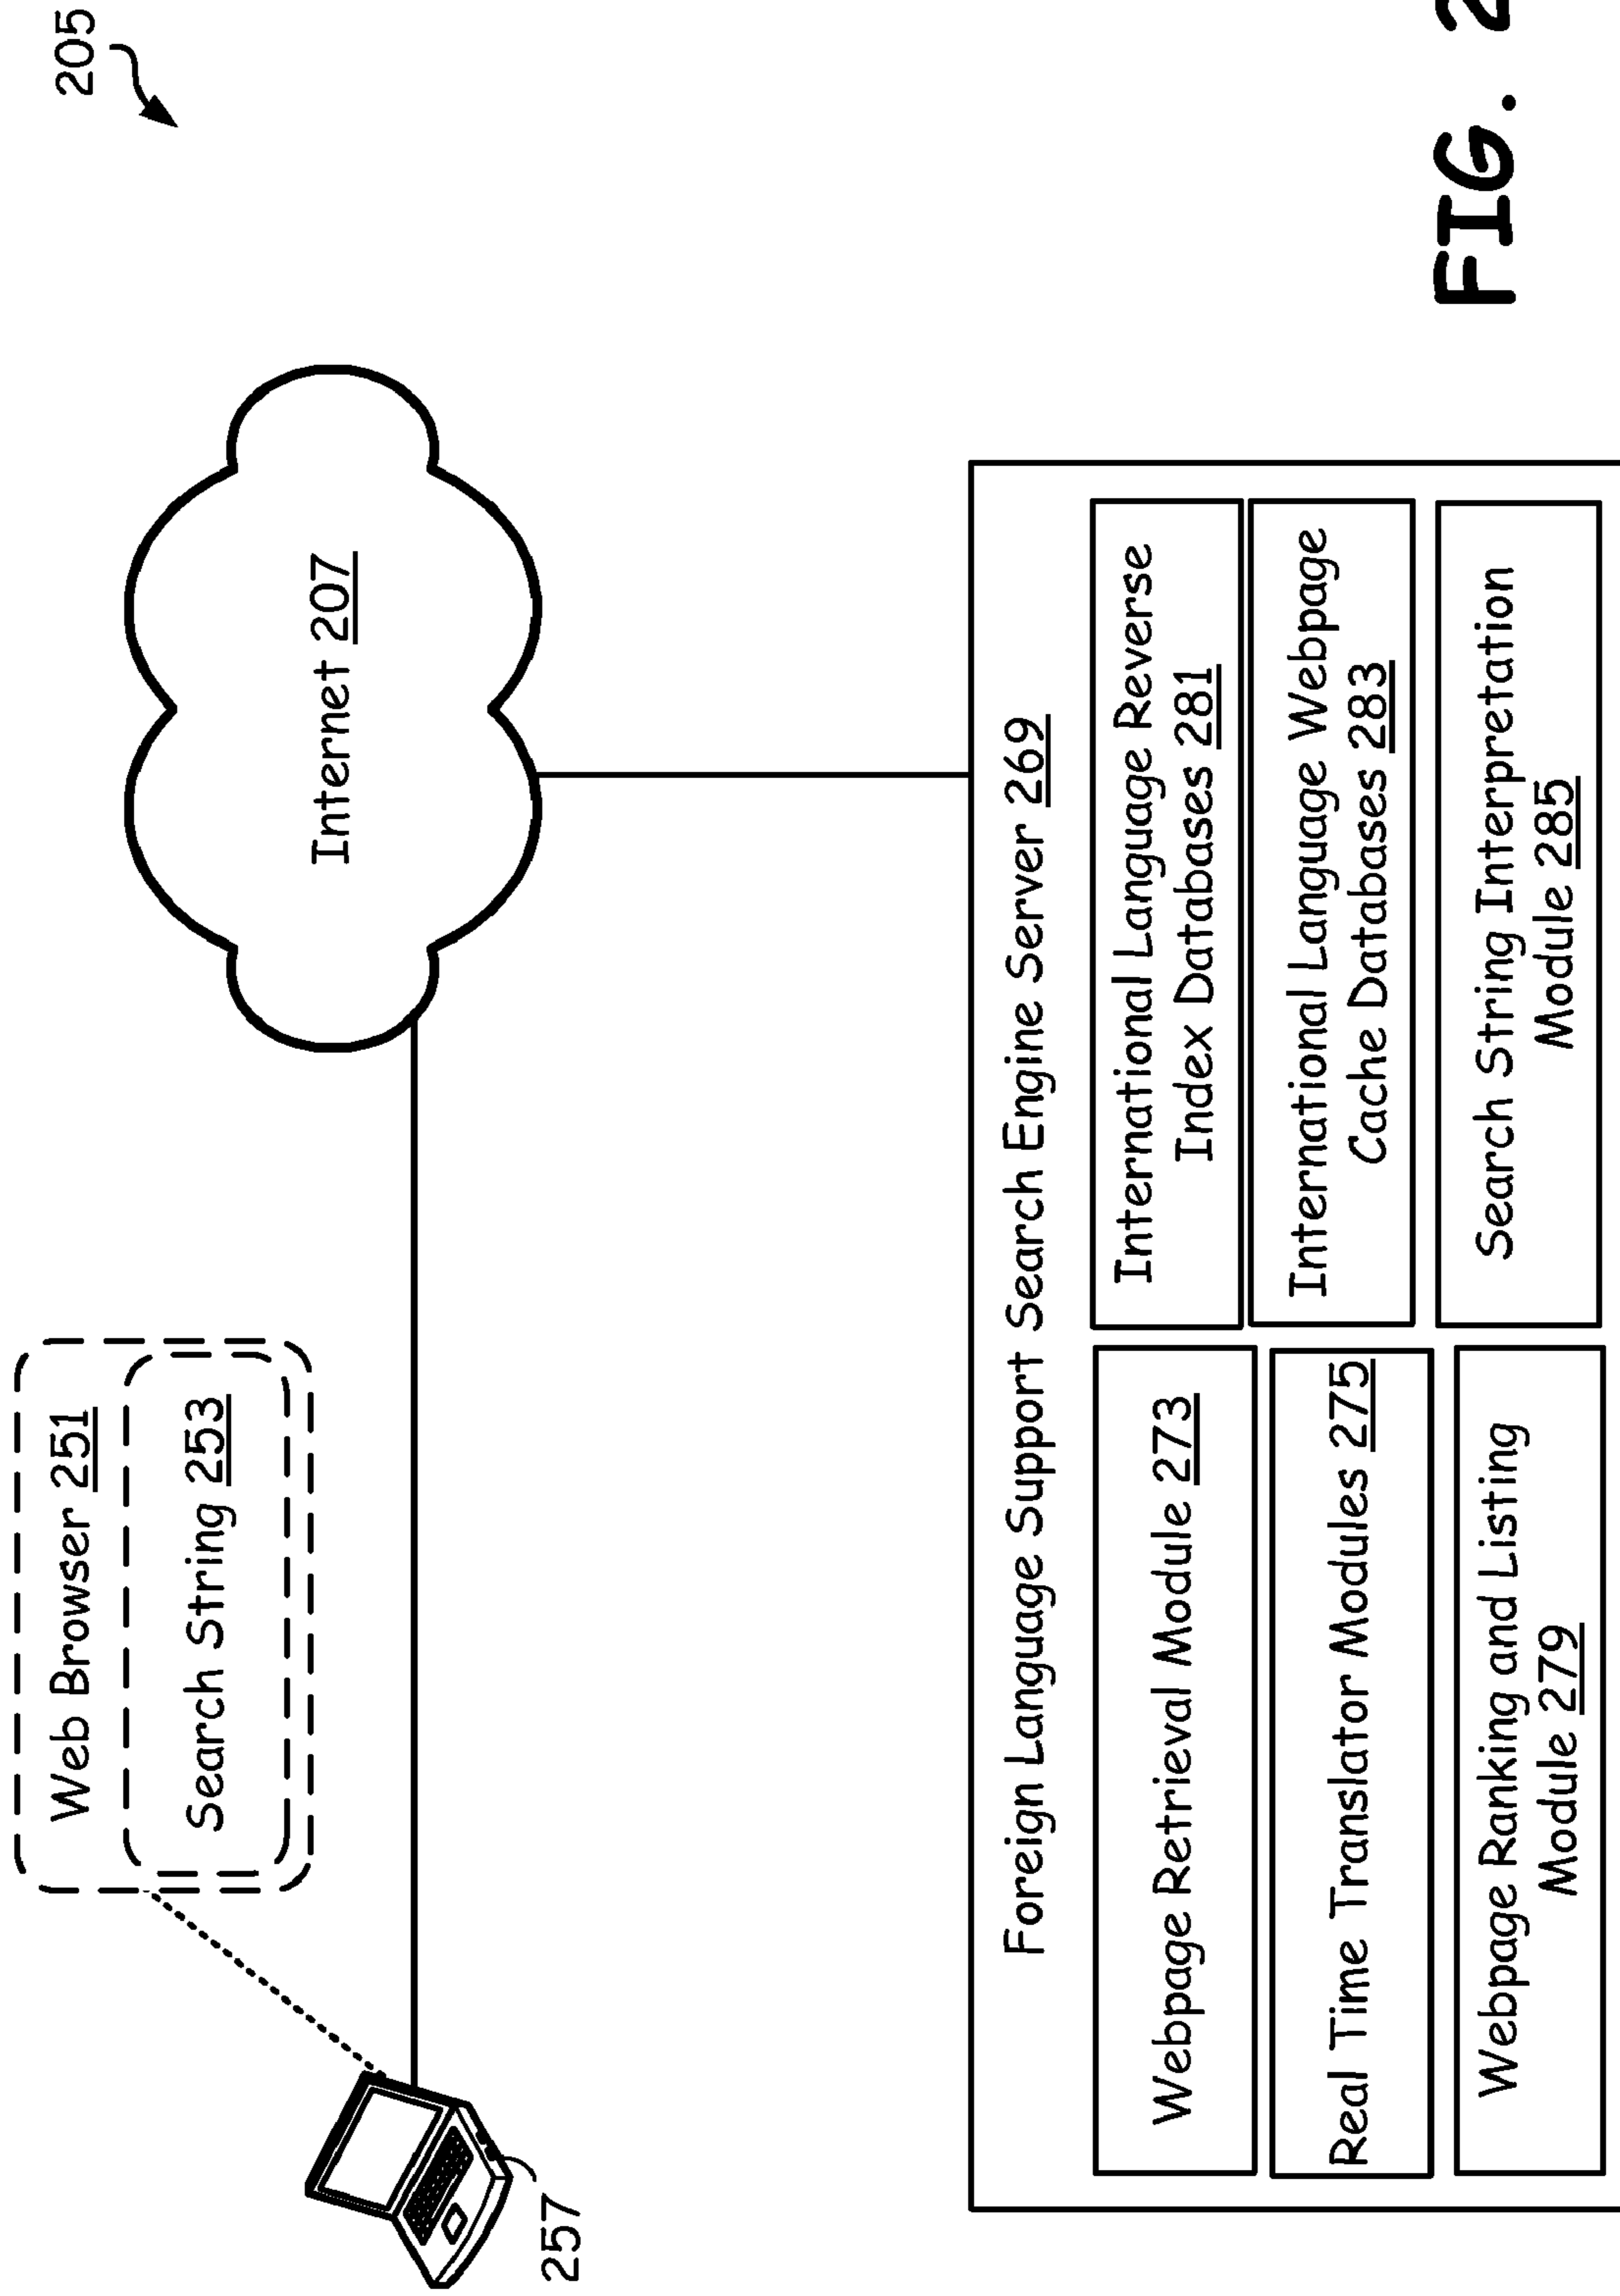 205
Web Browser 251
Search String 253
Internet 207
257
Foreign Language Support Search Engine Server 269
Webpage Retrieval Module 273
International Language Reverse
Index Databases 281
Real Time Translator Modules 275
International Language Webpage
Cache Databases 283
Webpage Ranking and Listing
Module 279
Search String Interpretation
Module 285
FIG. 2